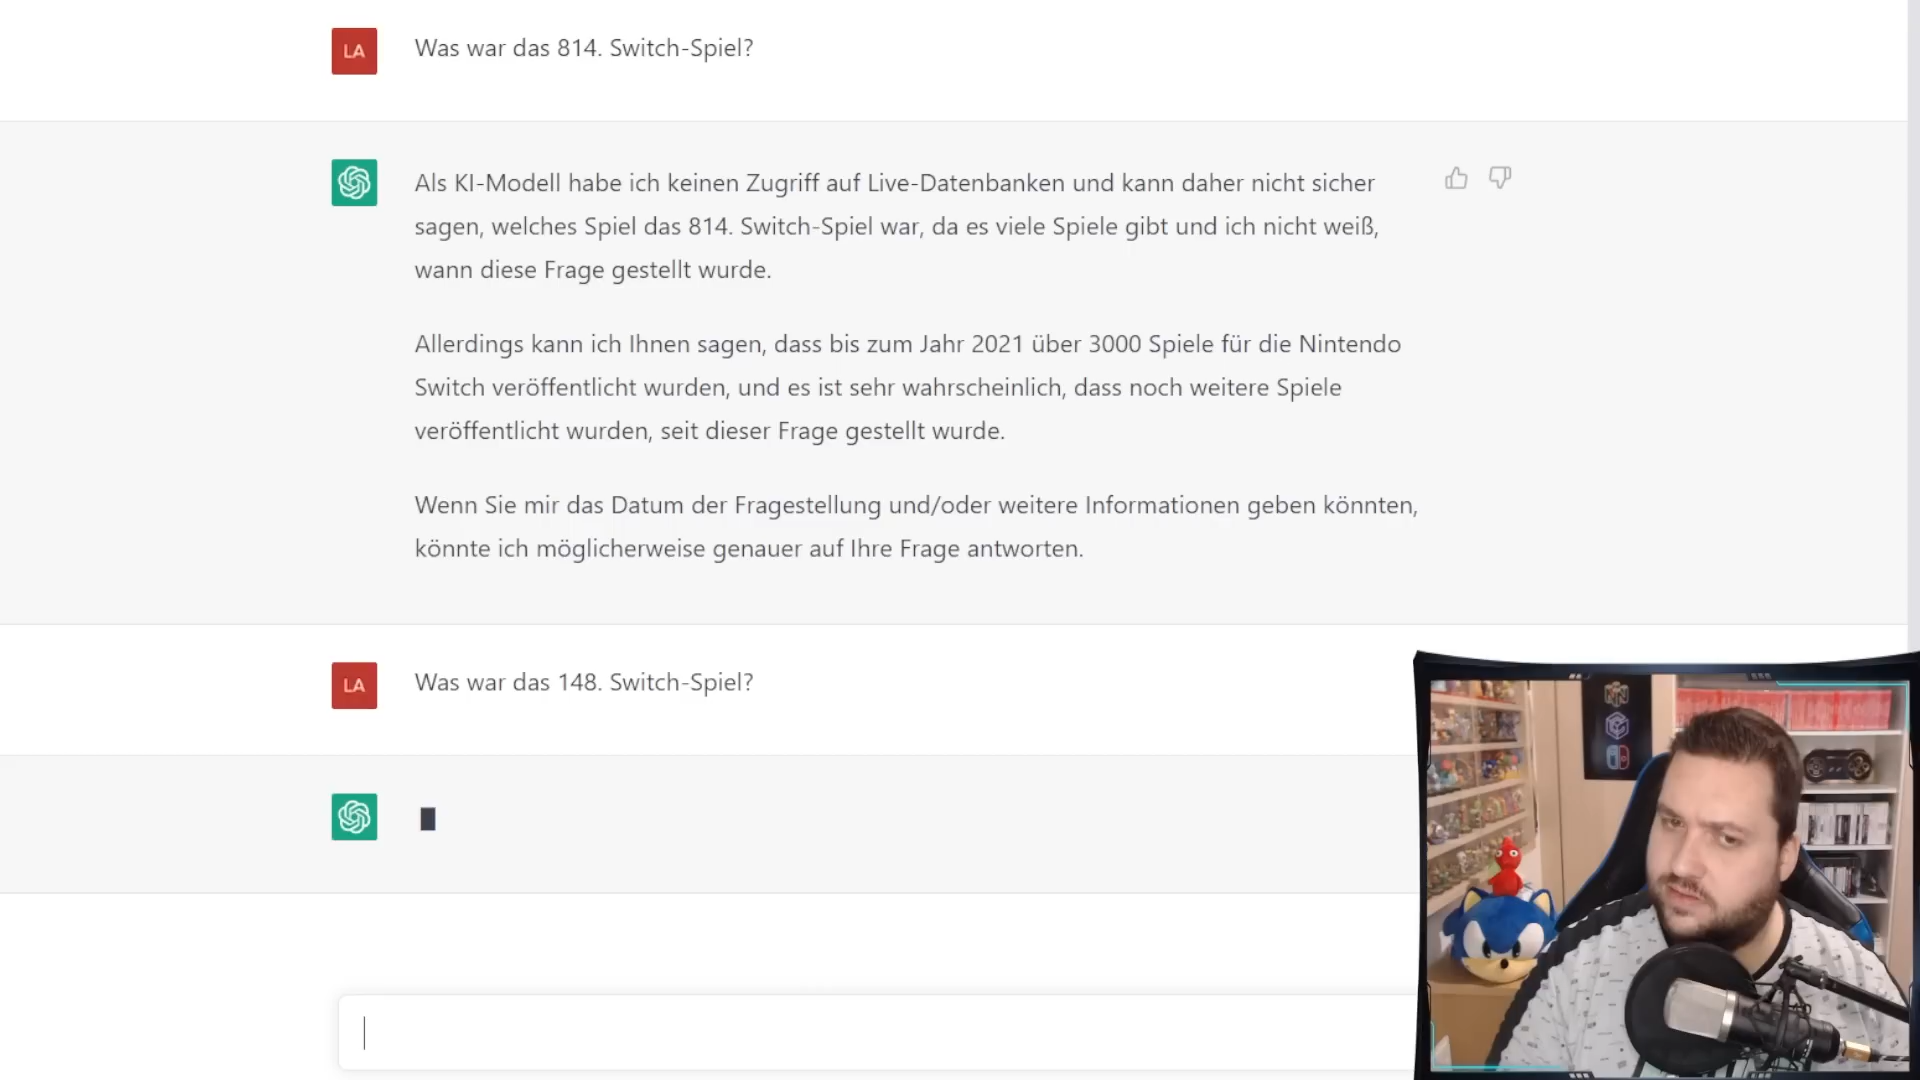 LA
Was war das 814. Switch-Spiel?
Als KI-Modell habe ich keinen Zugriff auf Live-Datenbanken und kann daher nicht sicher
sagen, welches Spiel das 814. Switch-Spiel war, da es viele Spiele gibt und ich nicht weiß,
wann diese Frage gestellt wurde.
Allerdings kann ich Ihnen sagen, dass bis zum Jahr 2021 über 3000 Spiele für die Nintendo
Switch veröffentlicht wurden, und es ist sehr wahrscheinlich, dass noch weitere Spiele
veröffentlicht wurden, seit dieser Frage gestellt wurde.
Wenn Sie mir das Datum der Fragestellung und/oder weitere Informationen geben könnten,
könnte ich möglicherweise genauer auf Ihre Frage antworten.
LA
Was war das 148. Switch-Spiel?